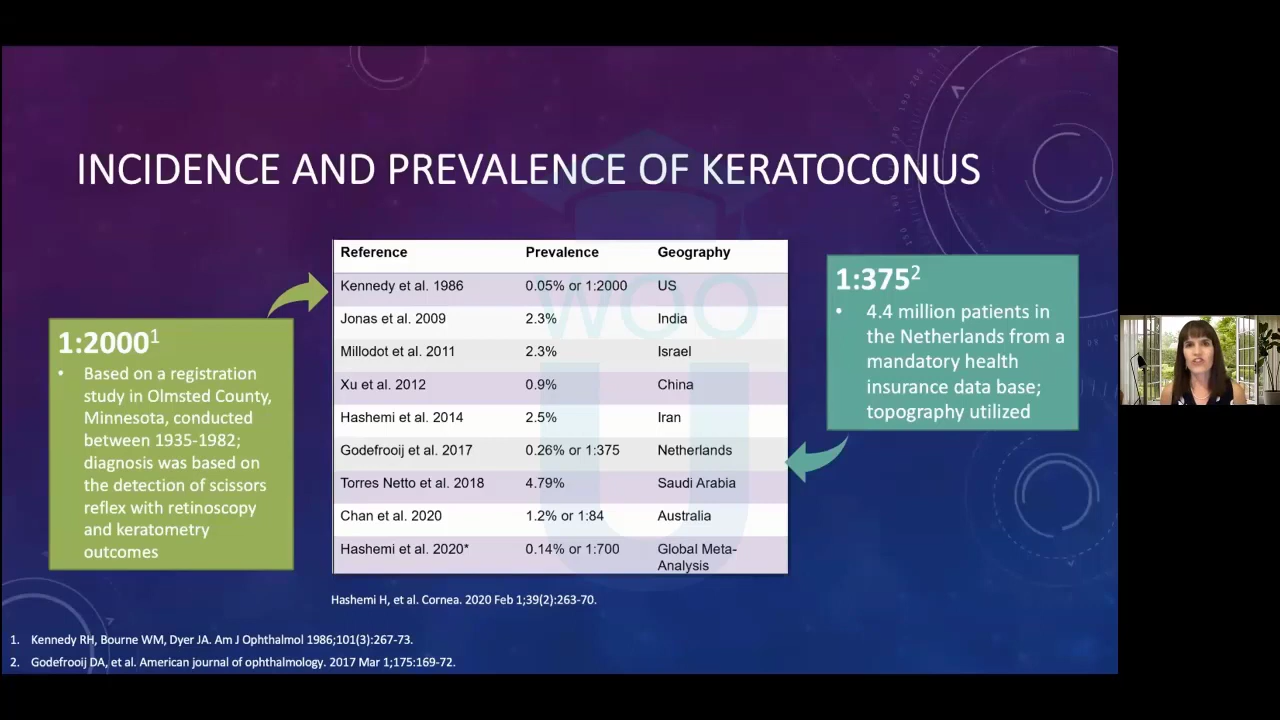 INCIDENCE AND PREVALENCE OF KERATOCONUS
1:2000¹
• Based on a registration
study in Olmsted County,
Minnesota, conducted
between 1935-1982;
diagnosis was based on
the detection of scissors
reflex with retinoscopy
and keratometry
outcomes
Reference Prevalence Geography
Kennedy et al. 1986 0.05% or 1:2000 US
Jonas et al. 2009 2.3% India
Millodot et al. 2011 2.3% Israel
Xu et al. 2012 0.9% China
Hashemi et al. 2014 2.5% Iran
Godefrooij et al. 2017 0.26% or 1:375 Netherlands
Torres Netto et al. 2018 4.79% Saudi Arabia
Chan et al. 2020 1.2% or 1:84 Australia
Hashemi et al. 2020* 0.14% or 1:700 Global Meta-
Analysis
WOO
U
1:375²
• 4.4 million patients in
the Netherlands from a
mandatory health
insurance data base;
topography utilized
Hashemi H, et al. Cornea. 2020 Feb 1;39(2):263-70.
1. Kennedy RH, Bourne WM, Dyer JA. Am J Ophthalmol 1986;101(3):267-73.
2. Godefrooij DA, et al. American journal of ophthalmology. 2017 Mar 1;175:169-72.